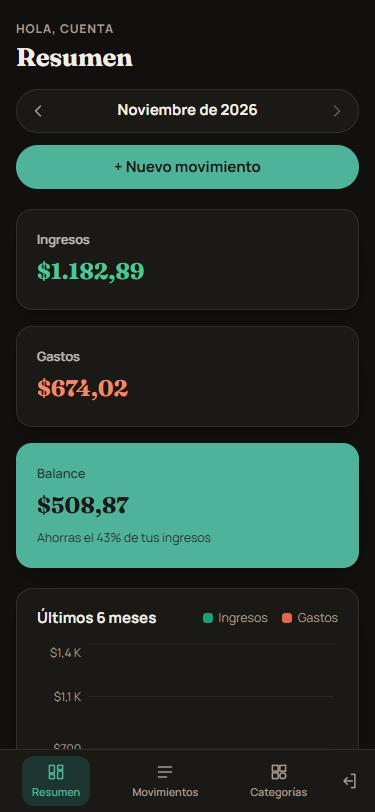 HOLA, CUENTA
Resumen
Noviembre de 2026
+ Nuevo movimiento
Ingresos
$1.182,89
Gastos
$674,02
Balance
$508,87
Ahorras el 43% de tus ingresos
Últimos 6 meses
Ingresos
Gastos
$1,4 K
$1,1 K
$700
Resumen
Movimientos
Categorías